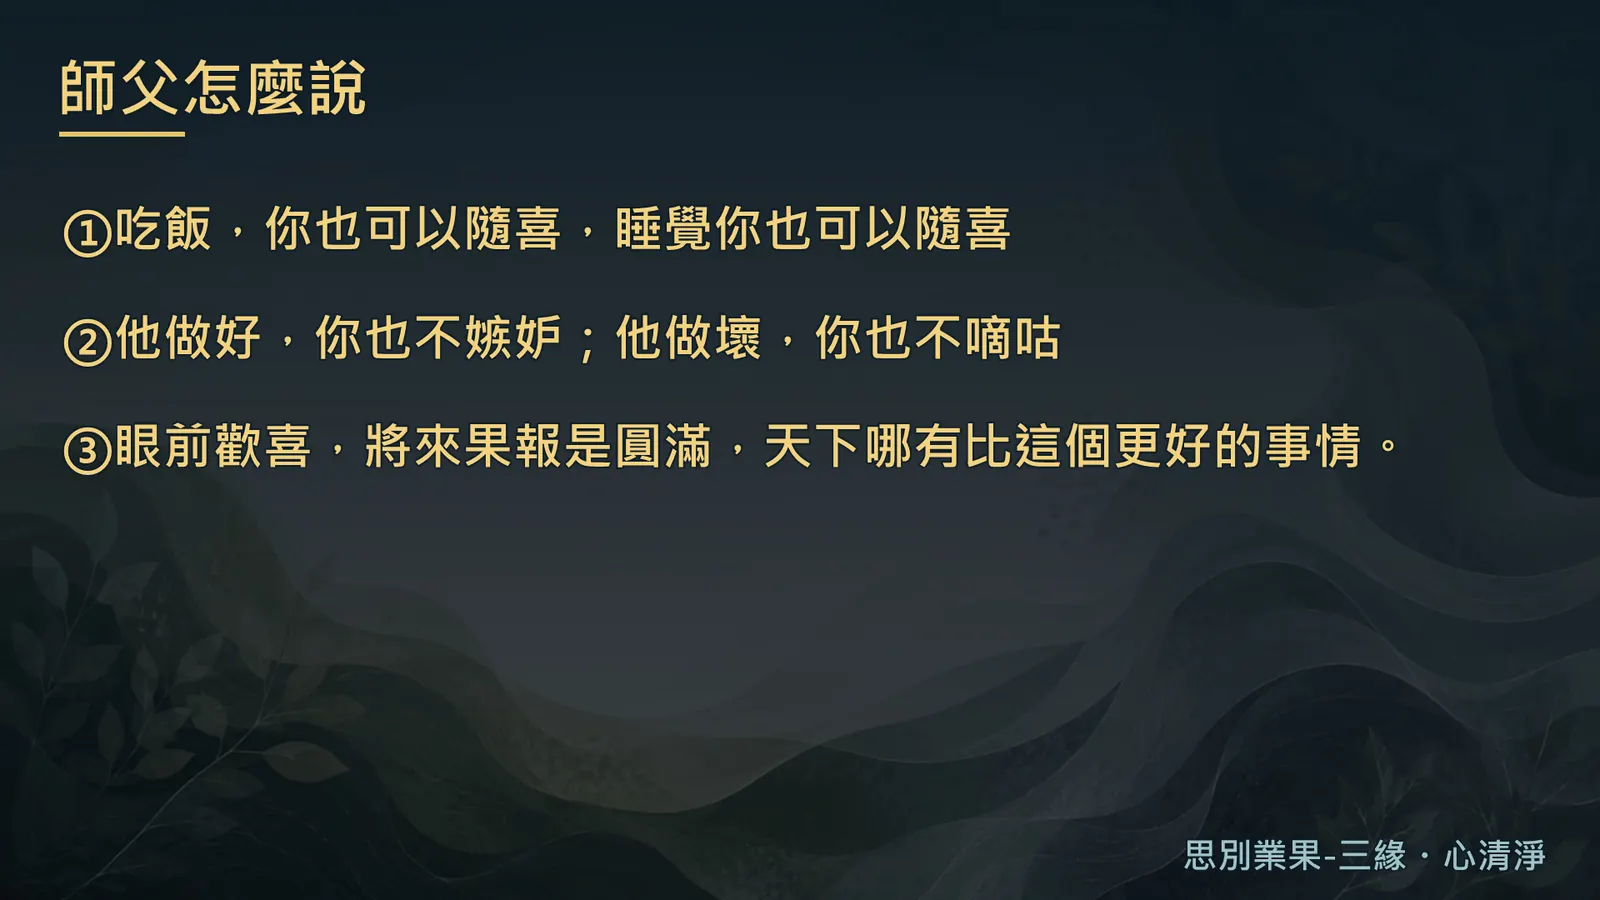 師父怎麼說
①吃飯，你也可以隨喜，睡覺你也可以隨喜
②他做好，你也不嫉妒；他做壞，你也不嘀咕
③眼前歡喜，將來果報是圓滿，天下哪有比這個更好的事情。
思別業果-三緣・心清淨